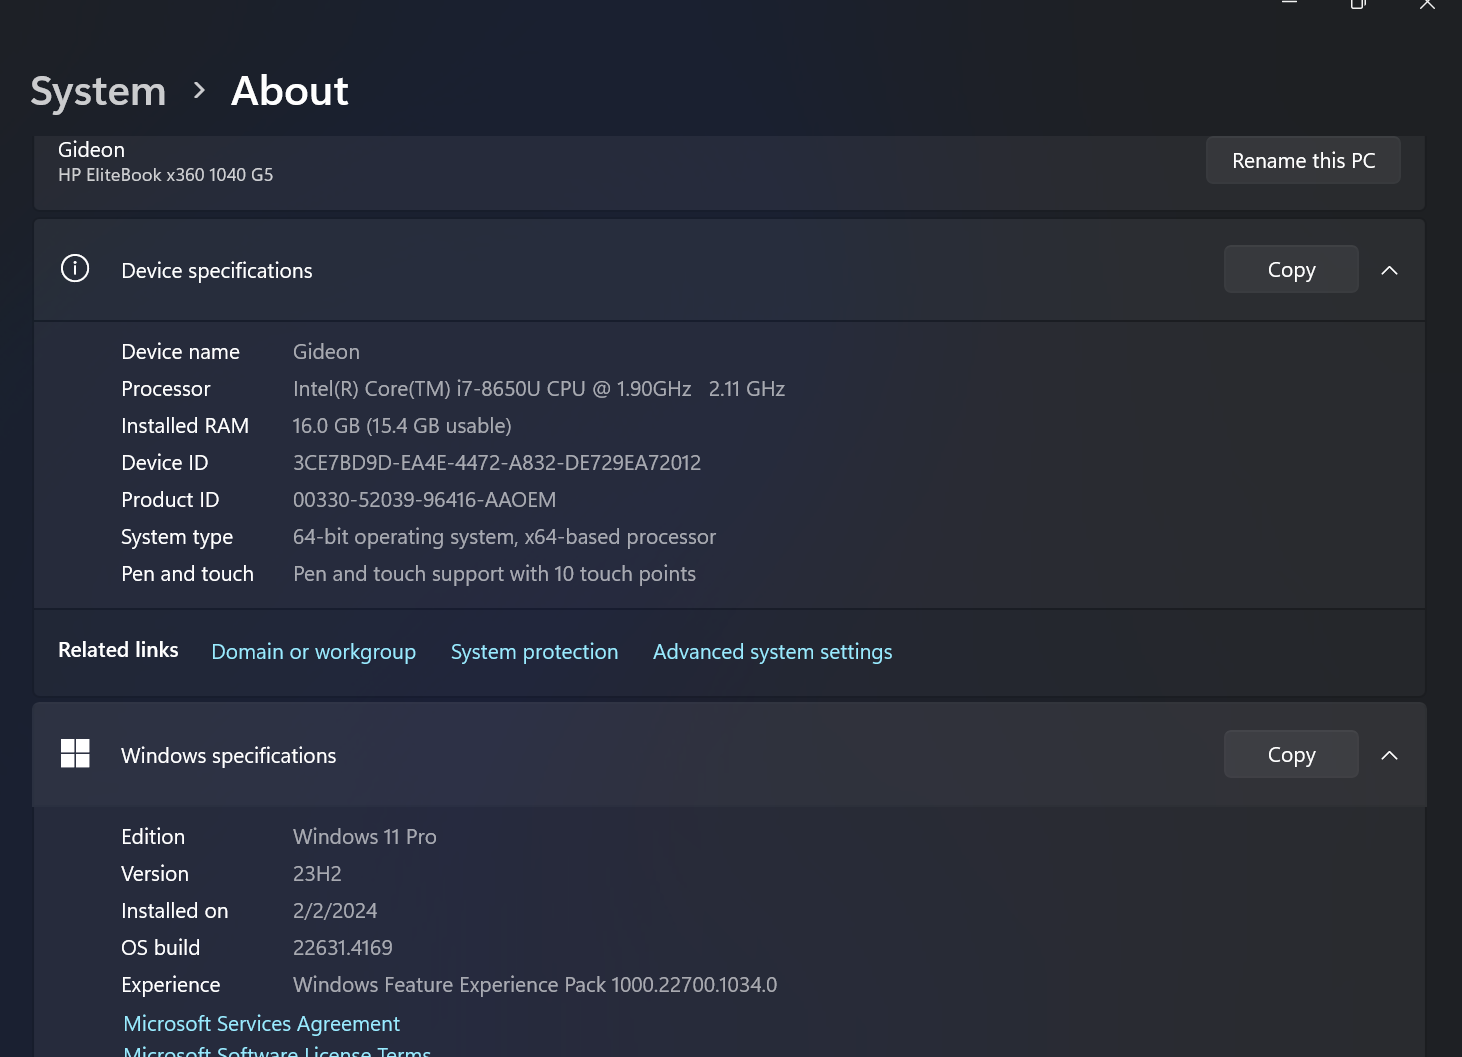 System > About
Gideon
HP EliteBook x360 1040 G5
Rename this PC
Device specifications
Copy
Device name Gideon
Processor Intel(R) Core(TM) i7-8650U CPU @ 1.90GHz 2.11 GHz
Installed RAM 16.0 GB (15.4 GB usable)
Device ID 3CE7BD9D-EA4E-4472-A832-DE729EA72012
Product ID 00330-52039-96416-AAOEM
System type 64-bit operating system, x64-based processor
Pen and touch Pen and touch support with 10 touch points
Related links Domain or workgroup System protection Advanced system settings
Windows specifications
Copy
Edition Windows 11 Pro
Version 23H2
Installed on 2/2/2024
OS build 22631.4169
Experience Windows Feature Experience Pack 1000.22700.1034.0
Microsoft Services Agreement
Microsoft Software License Terms